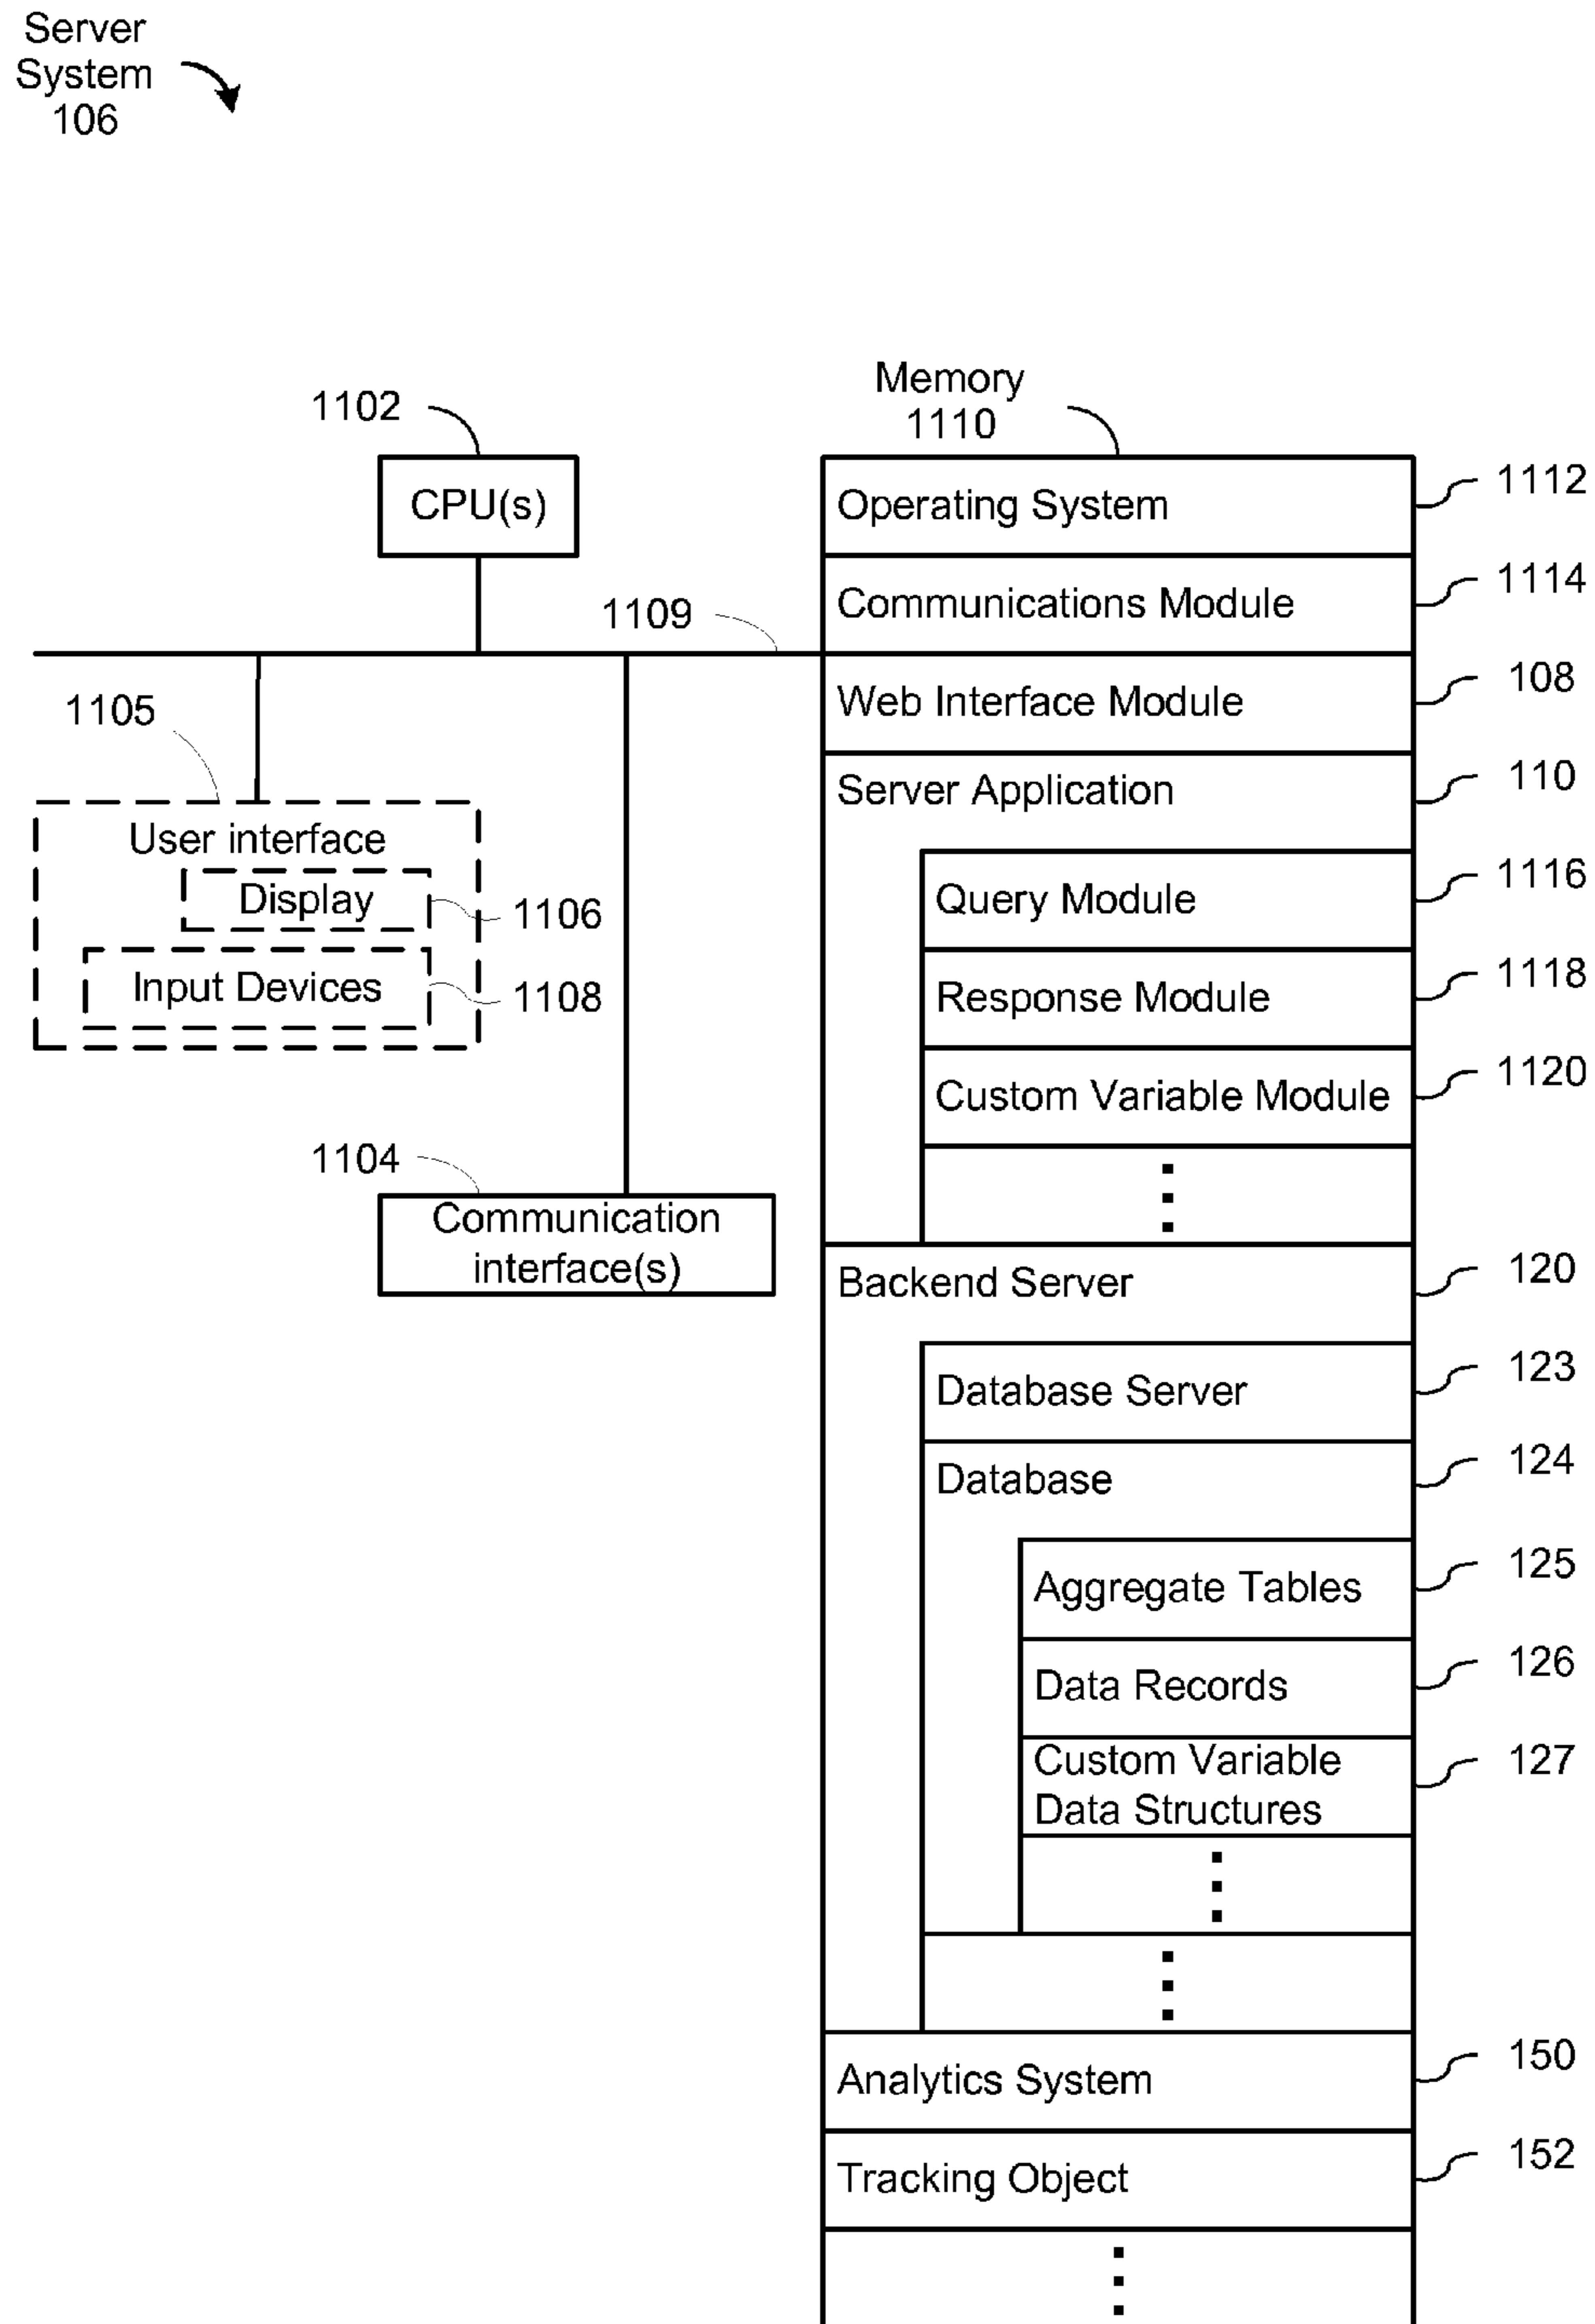 Server
System
106
Memory
1110
1102
CPU(s)
1109
1105
User interface
Display
1106
Input Devices
1108
1104
Communication
interface(s)
Operating System
1112
Communications Module
1114
Web Interface Module
108
Server Application
110
Query Module
1116
Response Module
1118
Custom Variable Module
1120
Backend Server
120
Database Server
123
Database
124
Aggregate Tables
125
Data Records
126
Custom Variable
Data Structures
127
Analytics System
150
Tracking Object
152